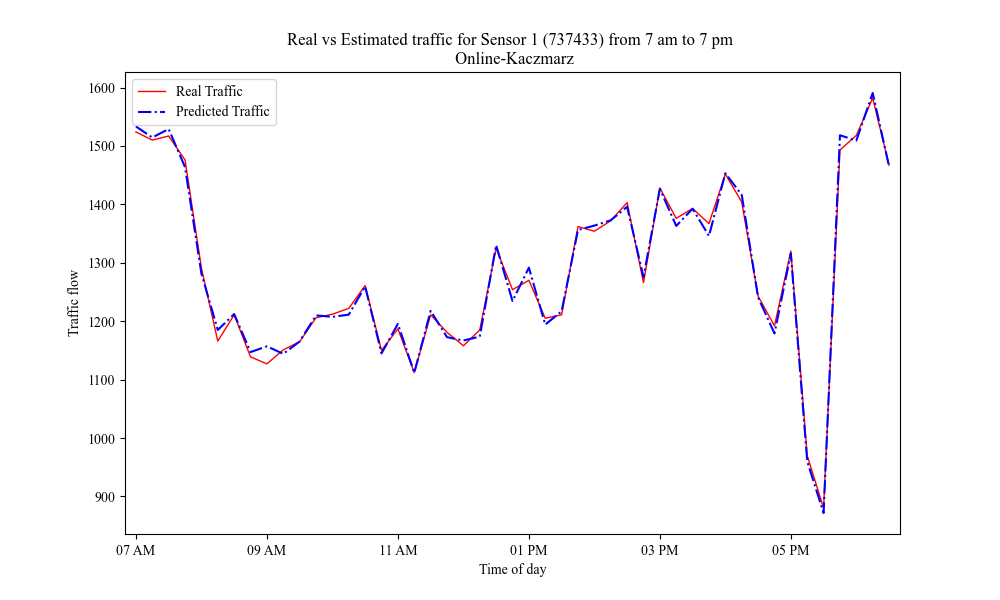 Real vs Estimated traffic for Sensor 1 (737433) from 7 am to 7 pm
Online-Kaczmarz
Real Traffic
Predicted Traffic
1600
1500
1400
1300
1200
1100
1000
900
Traffic flow
07 AM 09 AM 11 AM 01 PM 03 PM 05 PM
Time of day